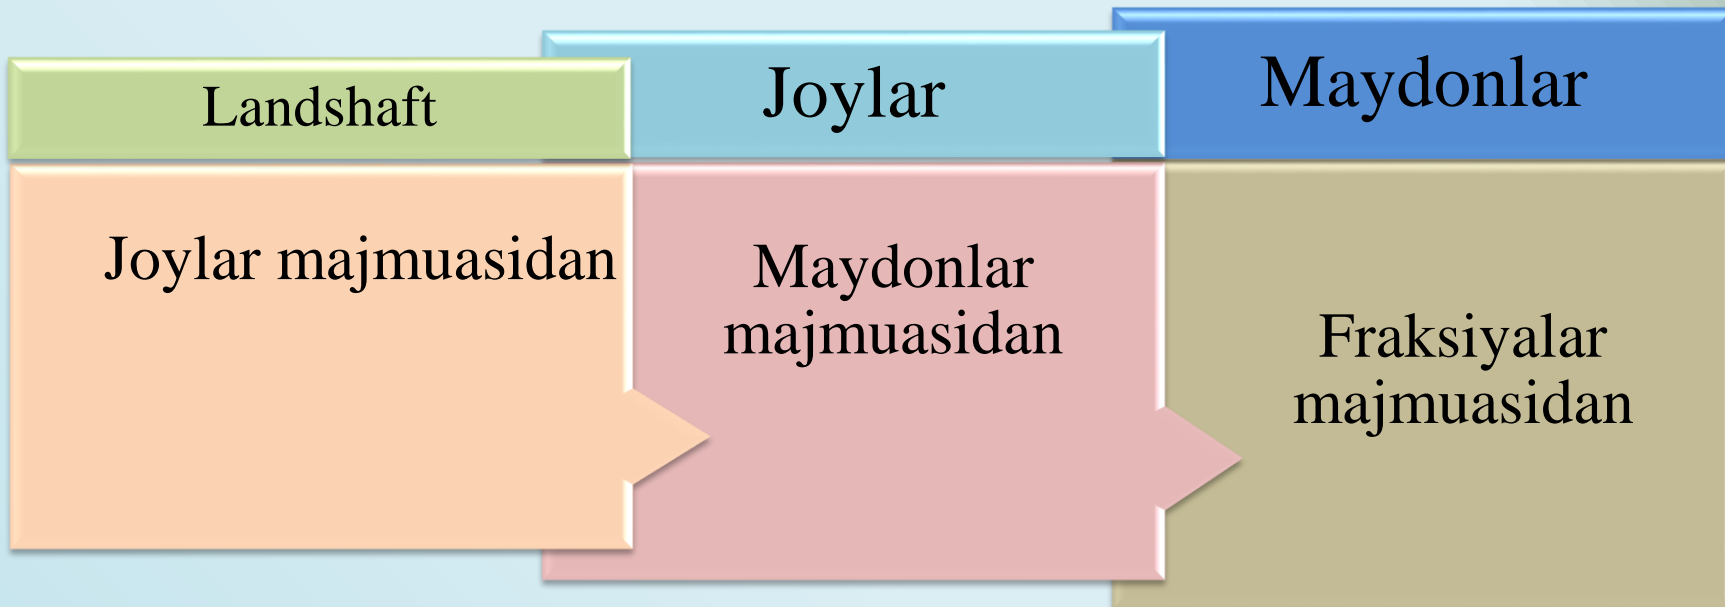 Landshaft
Joylar majmuasidan
Joylar
Maydonlar
majmuasidan
Maydonlar
Fraksiyalar
majmuasidan